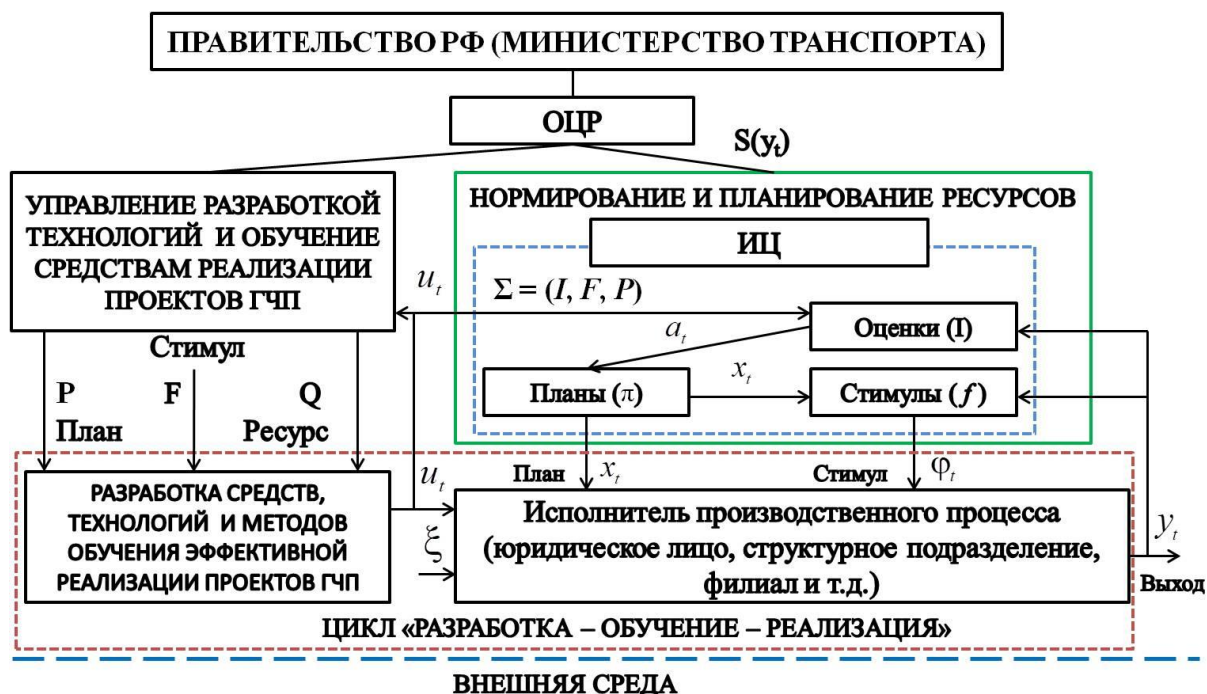 ПРАВИТЕЛЬСТВО РФ (МИНИСТЕРСТВО ТРАНСПОРТА)
ОЦР
S(yₜ)
УПРАВЛЕНИЕ РАЗРАБОТКОЙ
ТЕХНОЛОГИЙ И ОБУЧЕНИЕ
СРЕДСТВАМ РЕАЛИЗАЦИИ
ПРОЕКТОВ ГЧП
НОРМИРОВАНИЕ И ПЛАНИРОВАНИЕ РЕСУРСОВ
ИЦ
uₜ
Σ = (I, F, P)
Оценки (I)
aₜ
Планы (π)
xₜ
Стимулы (f)
Стимул
P
F
Q
План
Ресурс
План
xₜ
Стимул
φₜ
РАЗРАБОТКА СРЕДСТВ,
ТЕХНОЛОГИЙ И МЕТОДОВ
ОБУЧЕНИЯ ЭФФЕКТИВНОЙ
РЕАЛИЗАЦИИ ПРОЕКТОВ ГЧП
uₜ
ξ
Исполнитель производственного процесса
(юридическое лицо, структурное подразделение,
филиал и т.д.)
yₜ
Выход
ЦИКЛ «РАЗРАБОТКА – ОБУЧЕНИЕ – РЕАЛИЗАЦИЯ»
ВНЕШНЯЯ СРЕДА